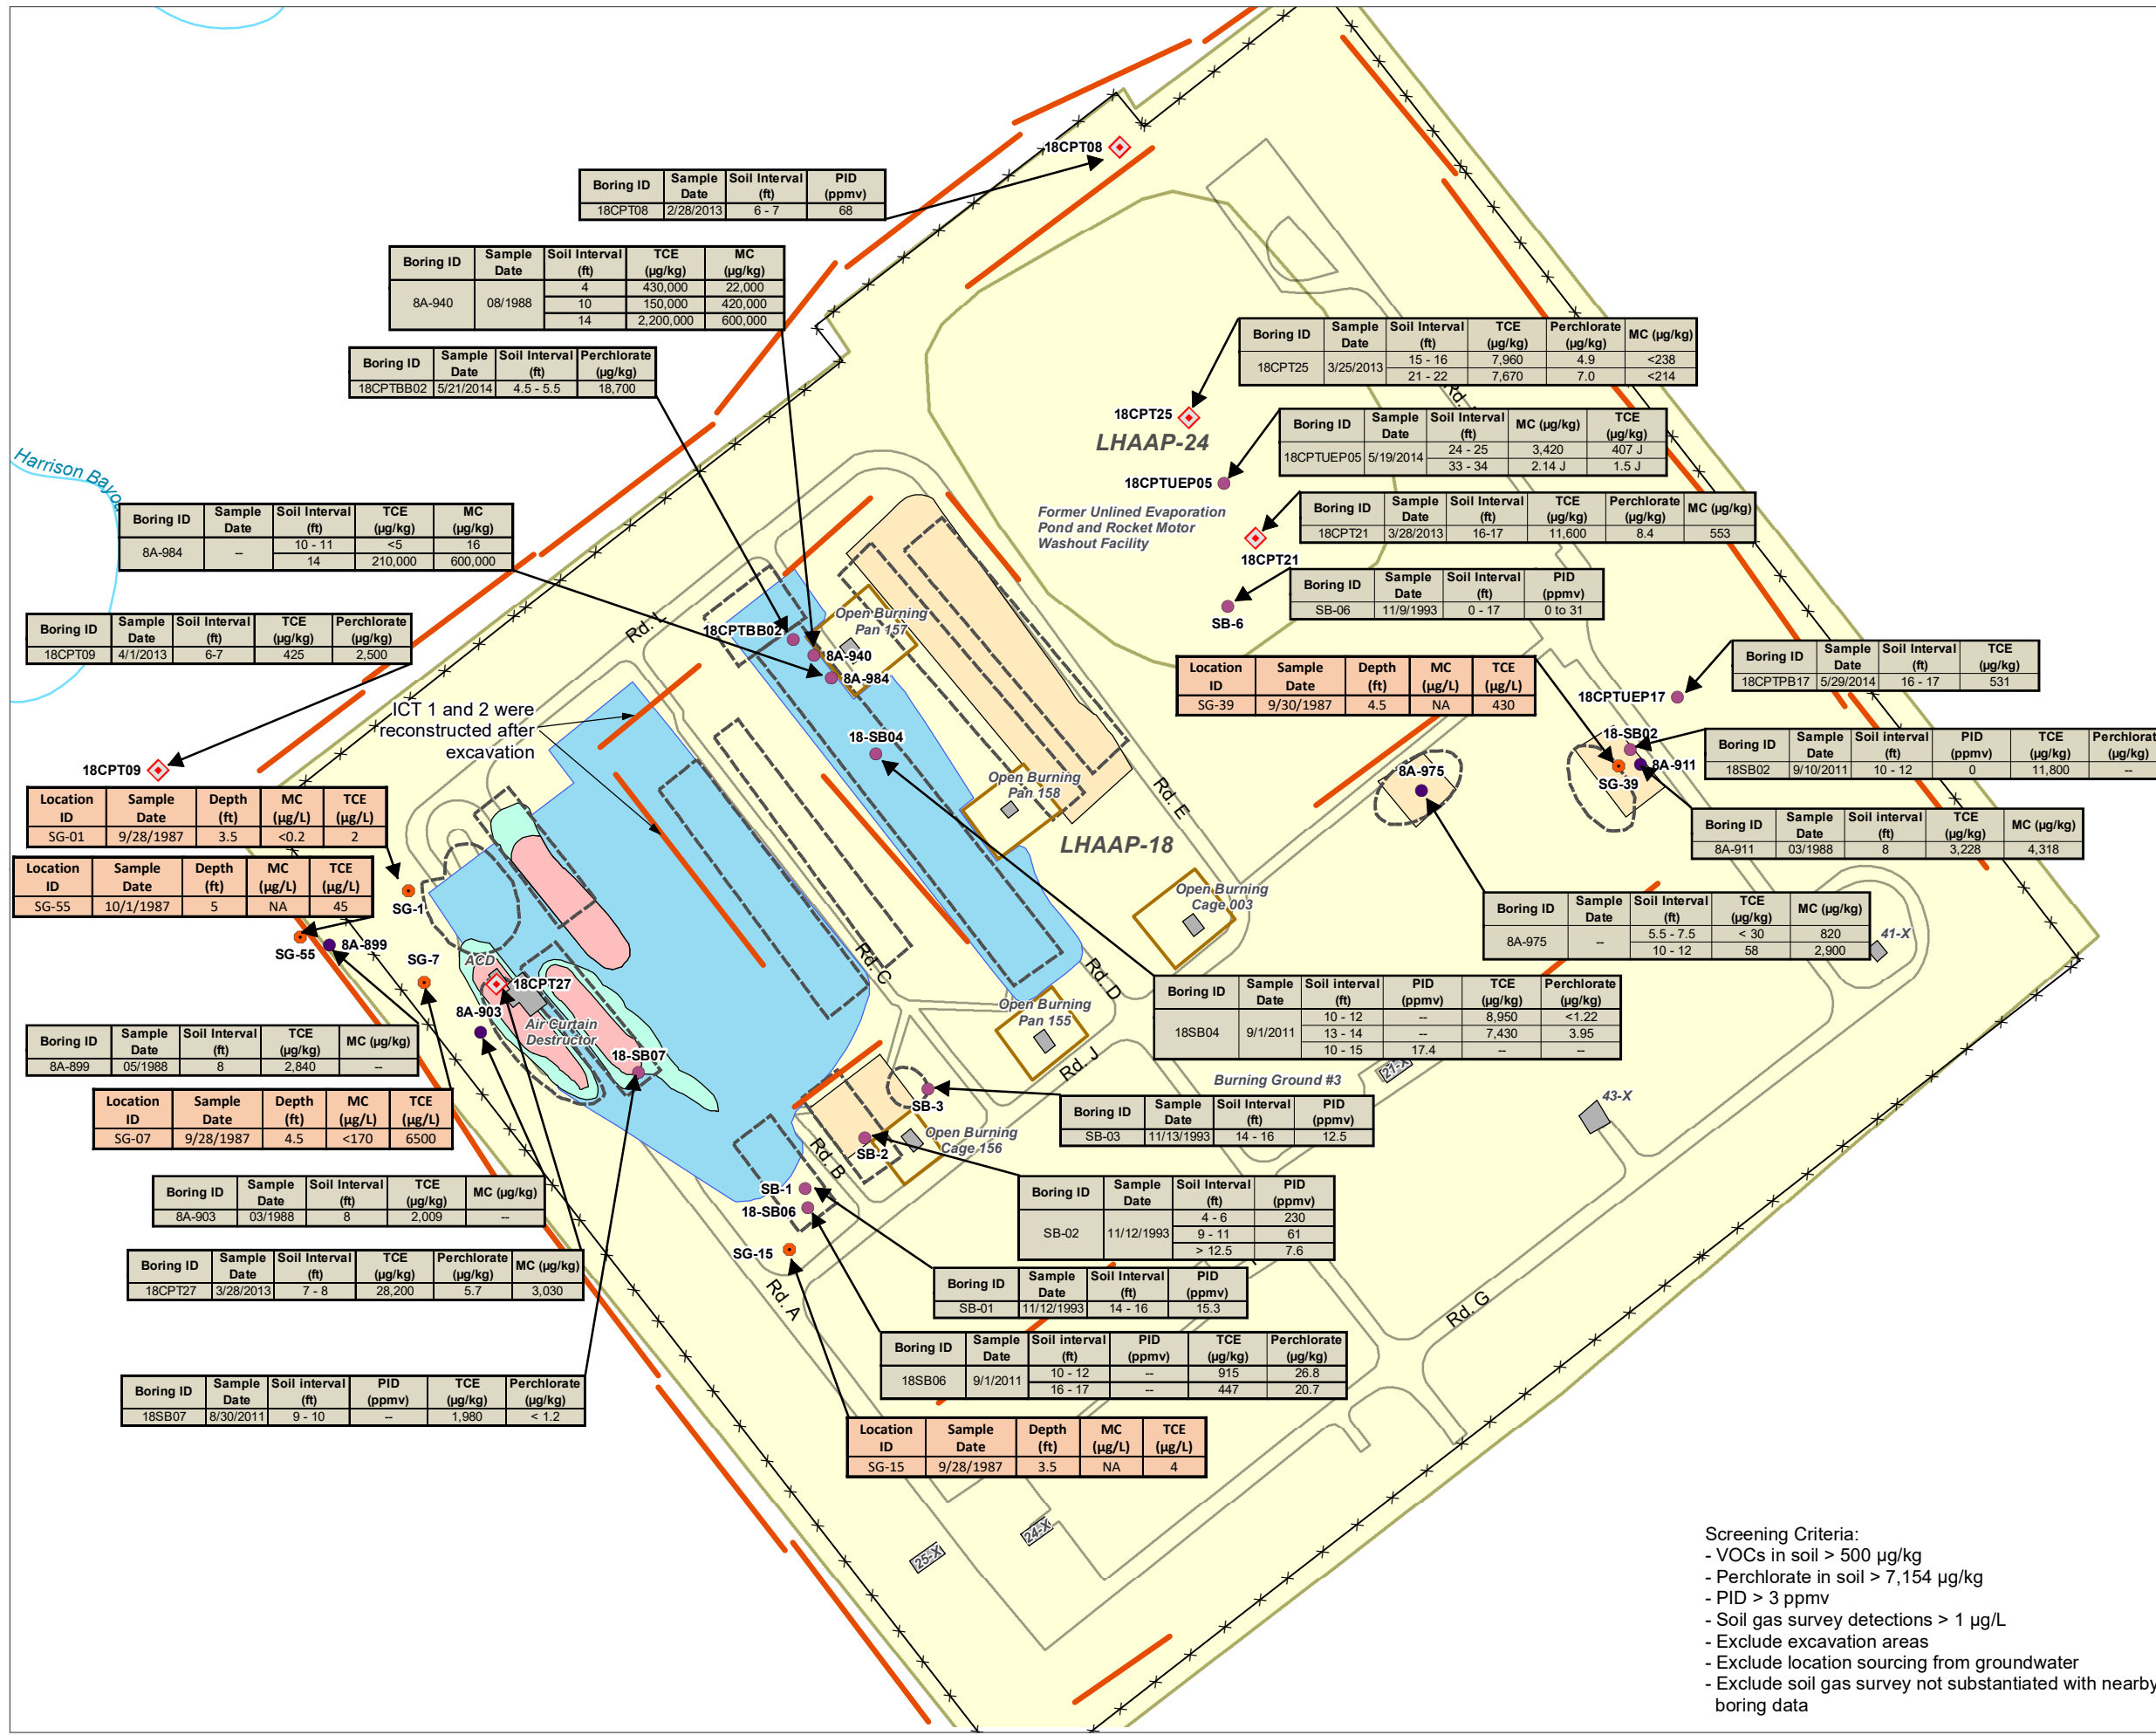 18CPT08
Boring ID Sample Date Soil Interval (ft) PID (ppmv)
18CPT08 2/28/2013 6 - 7 68
Boring ID Sample Date Soil Interval (ft) TCE (µg/kg) MC (µg/kg)
8A-940 08/1988 4 430,000 22,000
10 150,000 420,000
14 2,200,000 600,000
Boring ID Sample Date Soil Interval (ft) TCE (µg/kg) Perchlorate (µg/kg) MC (µg/kg)
18CPT25 3/25/2013 15 - 16 7,960 4.9 <238
21 - 22 7,670 7.0 <214
Boring ID Sample Date Soil Interval (ft) Perchlorate (µg/kg)
18CPTBB02 5/21/2014 4.5 - 5.5 18,700
Rd.
18CPT25
LHAAP-24
Boring ID Sample Date Soil Interval (ft) MC (µg/kg) TCE (µg/kg)
18CPTUEP05 5/19/2014 24 - 25 3,420 407 J
33 - 34 2.14 J 1.5 J
Harrison Bayou
18CPTUEP05
Former Unlined Evaporation
Pond and Rocket Motor
Washout Facility
Boring ID Sample Date Soil Interval (ft) TCE (µg/kg) Perchlorate (µg/kg) MC (µg/kg)
18CPT21 3/28/2013 16-17 11,600 8.4 553
18CPT21
Boring ID Sample Date Soil Interval (ft) TCE (µg/kg) MC (µg/kg)
8A-984 -- 10 - 11 <5 16
14 210,000 600,000
Boring ID Sample Date Soil Interval (ft) PID (ppmv)
SB-06 11/9/1993 0 - 17 0 to 31
SB-6
Boring ID Sample Date Soil Interval (ft) TCE (µg/kg) Perchlorate (µg/kg)
18CPT09 4/1/2013 6-7 425 2,500
Rd. L
18CPTBB02
Open Burning
Pan 157
8A-940
8A-984
Location ID Sample Date Depth (ft) MC (µg/L) TCE (µg/L)
SG-39 9/30/1987 4.5 NA 430
Boring ID Sample Date Soil Interval (ft) TCE (µg/kg)
18CPTPB17 5/29/2014 16 - 17 531
18CPTUEP17
ICT 1 and 2 were
reconstructed after
excavation
18-SB04
18-SB02
8A-911
SG-39
Boring ID Sample Date Soil interval (ft) PID (ppmv) TCE (µg/kg) Perchlorat (µg/kg)
18SB02 9/10/2011 10 - 12 0 11,800 --
18CPT09
8A-975
Open Burning
Pan 158
Rd. E
Location ID Sample Date Depth (ft) MC (µg/L) TCE (µg/L)
SG-01 9/28/1987 3.5 <0.2 2
LHAAP-18
Boring ID Sample Date Soil interval (ft) TCE (µg/kg) MC (µg/kg)
8A-911 03/1988 8 3,228 4,318
Location ID Sample Date Depth (ft) MC (µg/L) TCE (µg/L)
SG-55 10/1/1987 5 NA 45
SG-1
Open Burning
Cage 003
Boring ID Sample Date Soil Interval (ft) TCE (µg/kg) MC (µg/kg)
8A-975 -- 5.5 - 7.5 < 30 820
10 - 12 58 2,900
41-X
SG-55
8A-899
SG-7
ACD
18CPT27
8A-903
Air Curtain
Destructor
Rd. C
Rd. D
Open Burning
Pan 155
Boring ID Sample Date Soil interval (ft) PID (ppmv) TCE (µg/kg) Perchlorate (µg/kg)
18SB04 9/1/2011 10 - 12 -- 8,950 <1.22
13 - 14 -- 7,430 3.95
10 - 15 17.4 -- --
Boring ID Sample Date Soil Interval (ft) TCE (µg/kg) MC (µg/kg)
8A-899 05/1988 8 2,840 --
18-SB07
Rd. J
21-X
Burning Ground #3
43-X
SB-3
Boring ID Sample Date Soil Interval (ft) PID (ppmv)
SB-03 11/13/1993 14 - 16 12.5
Location ID Sample Date Depth (ft) MC (µg/L) TCE (µg/L)
SG-07 9/28/1987 4.5 <170 6500
Open Burning
Cage 156
SB-2
Rd. B
Boring ID Sample Date Soil Interval (ft) TCE (µg/kg) MC (µg/kg)
8A-903 03/1988 8 2,009 --
SB-1
18-SB06
Boring ID Sample Date Soil Interval (ft) PID (ppmv)
SB-02 11/12/1993 4 - 6 230
9 - 11 61
> 12.5 7.6
SG-15
Boring ID Sample Date Soil Interval (ft) TCE (µg/kg) Perchlorate (µg/kg) MC (µg/kg)
18CPT27 3/28/2013 7 - 8 28,200 5.7 3,030
Rd. A
Boring ID Sample Date Soil Interval (ft) PID (ppmv)
SB-01 11/12/1993 14 - 16 15.3
Rd. G
Boring ID Sample Date Soil interval (ft) PID (ppmv) TCE (µg/kg) Perchlorate (µg/kg)
18SB06 9/1/2011 10 - 12 -- 915 26.8
16 - 17 -- 447 20.7
Boring ID Sample Date Soil interval (ft) PID (ppmv) TCE (µg/kg) Perchlorate (µg/kg)
18SB07 8/30/2011 9 - 10 -- 1,980 < 1.2
Location ID Sample Date Depth (ft) MC (µg/L) TCE (µg/L)
SG-15 9/28/1987 3.5 NA 4
24-X
25-X
Screening Criteria:
- VOCs in soil > 500 µg/kg
- Perchlorate in soil > 7,154 µg/kg
- PID > 3 ppmv
- Soil gas survey detections > 1 µg/L
- Exclude excavation areas
- Exclude location sourcing from groundwater
- Exclude soil gas survey not substantiated with nearby
boring data